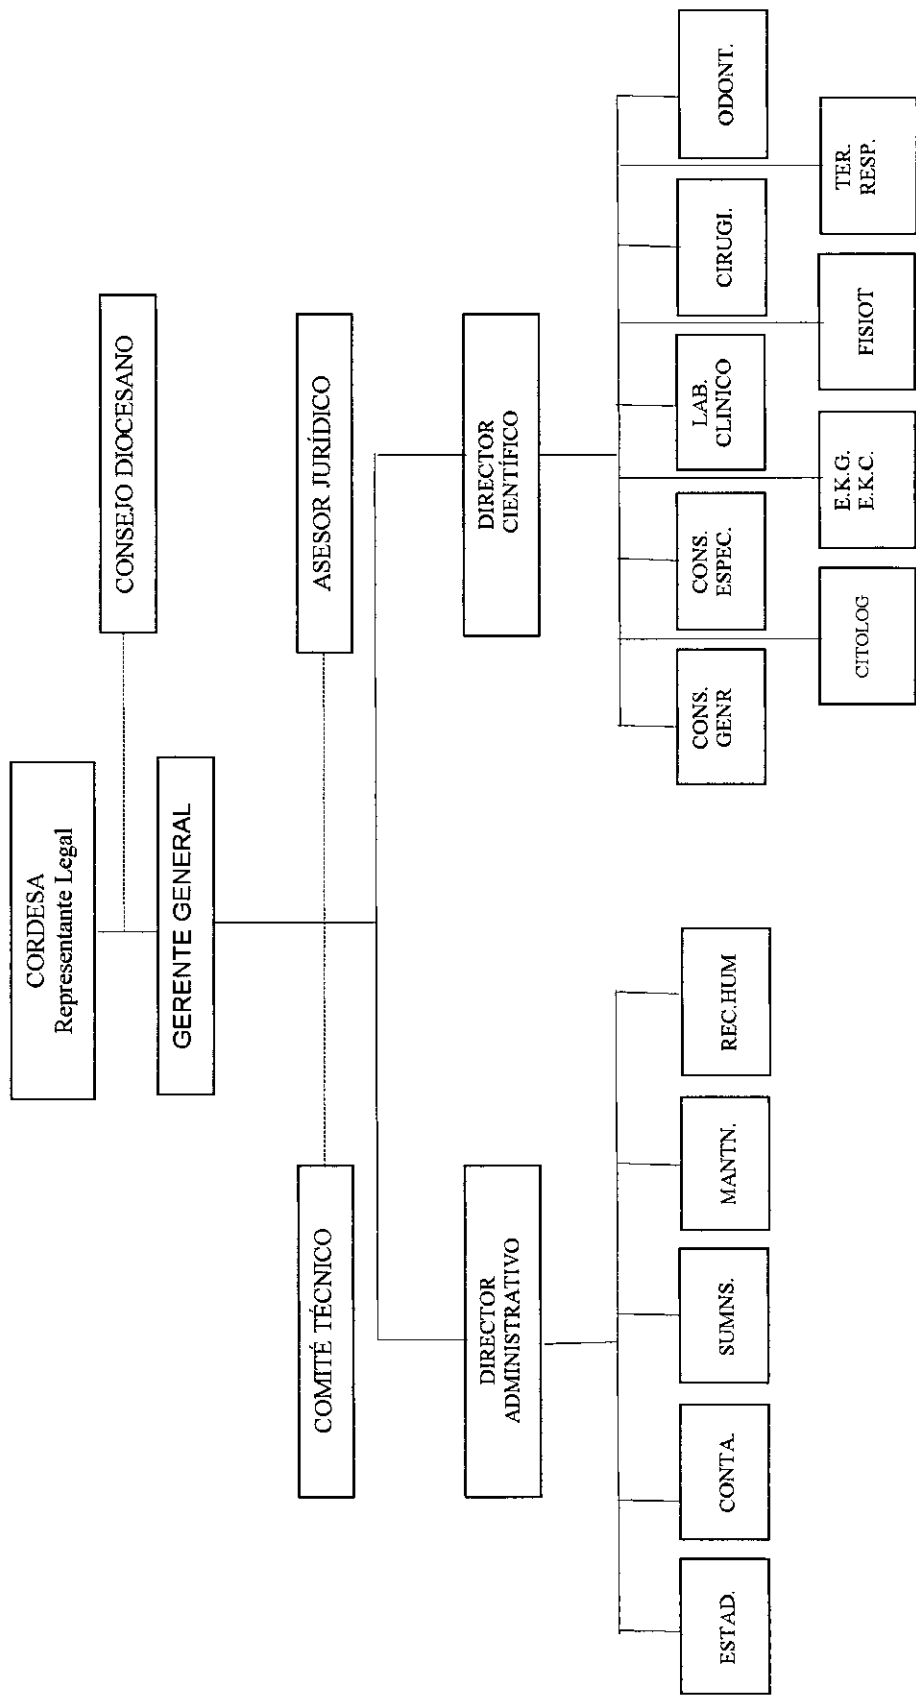 CORDESA
Representante Legal
CONSEJO DIOCESANO
GERENTE GENERAL
COMITÉ TÉCNICO
ASESOR JURÍDICO
DIRECTOR
ADMINISTRATIVO
DIRECTOR
CIENTÍFICO
ESTAD.
CONTA.
SUMNS.
MANTN.
REC.HUM
CONS.
GENR
CONS.
ESPEC.
LAB.
CLINICO
CIRUGI.
ODONT.
CITOLOG
E.K.G.
E.K.C.
FISIOT
TER.
RESP.